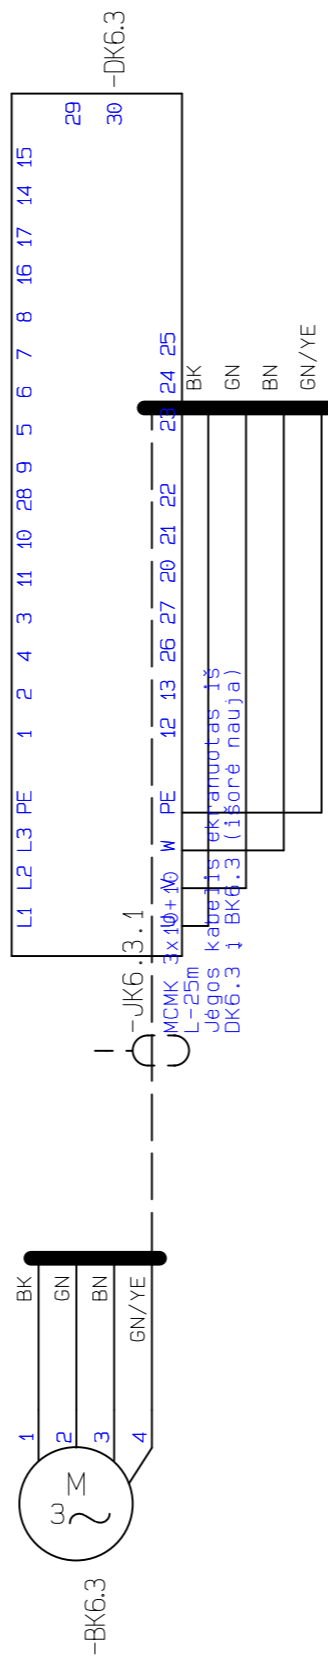 -DK6.3
L1 L2 L3 PE 1 2 4 3 11 10 28 9 5 6 7 8 16 17 14 15
29
30
U V W PE 12 13 26 27 20 21 22 23 24 25
BK
GN
BN
GN/YE
-JK6.3.1
MCMK 3x10+10
L-25m
Jėgos kabelis ekranuotas iš
DK6.3 į BK6.3 (išorė nauja)
BK
GN
BN
GN/YE
1
2
3
4
M
3~
-BK6.3